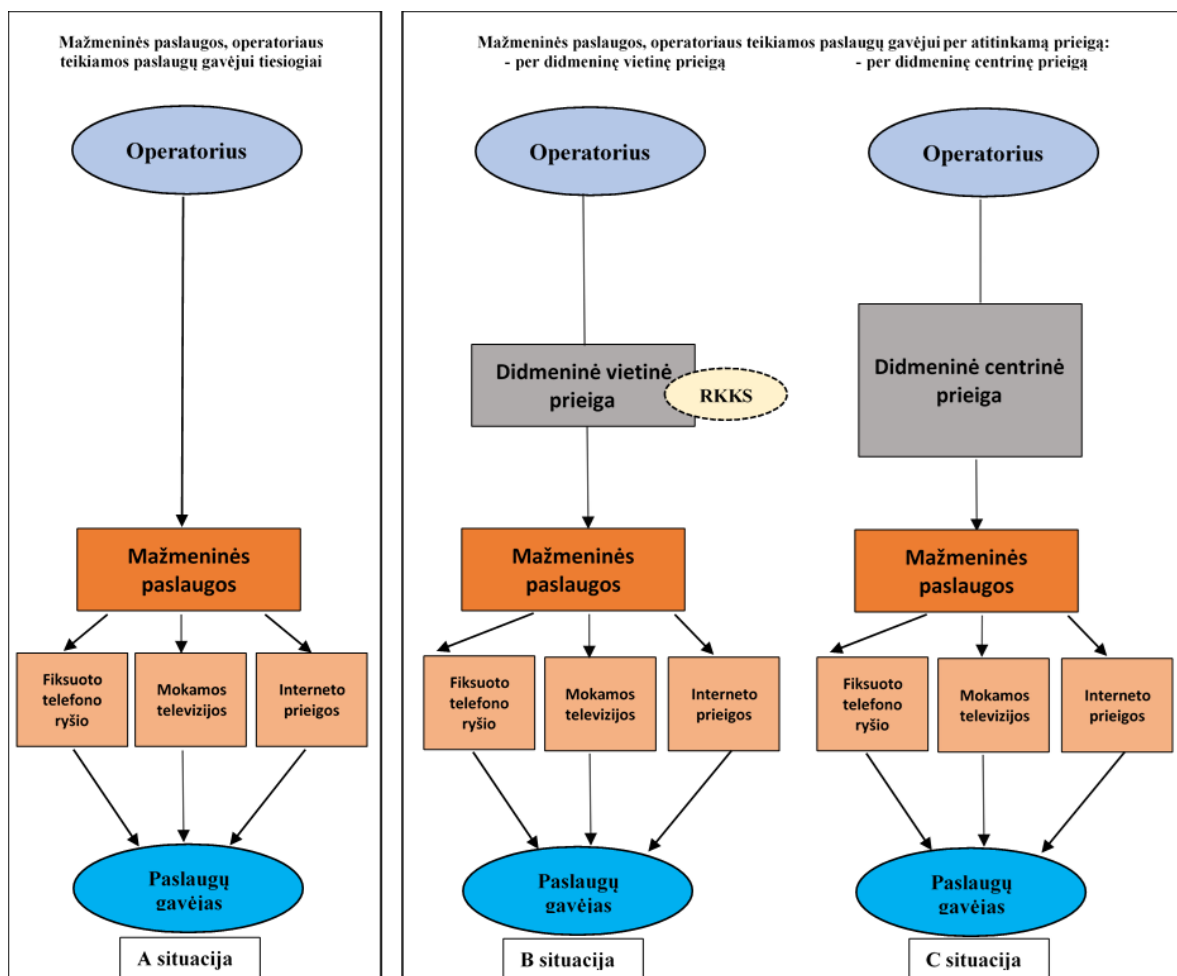 Mažmeninės paslaugos, operatoriaus
teikiamos paslaugų gavėjui tiesiogiai
Operatorius
Mažmeninės
paslaugos
Fiksuoto
telefono
ryšio
Mokamos
televizijos
Interneto
prieigos
Paslaugų
gavėjas
A situacija
Mažmeninės paslaugos, operatoriaus teikiamos paslaugų gavėjui per atitinkamą prieigą:
- per didmeninę vietinę prieigą
- per didmeninę centrinę prieigą
Operatorius
Didmeninė vietinė
prieiga
RKKS
Mažmeninės
paslaugos
Fiksuoto
telefono
ryšio
Mokamos
televizijos
Interneto
prieigos
Paslaugų
gavėjas
B situacija
Operatorius
Didmeninė centrinė
prieiga
Mažmeninės
paslaugos
Fiksuoto
telefono
ryšio
Mokamos
televizijos
Interneto
prieigos
Paslaugų
gavėjas
C situacija